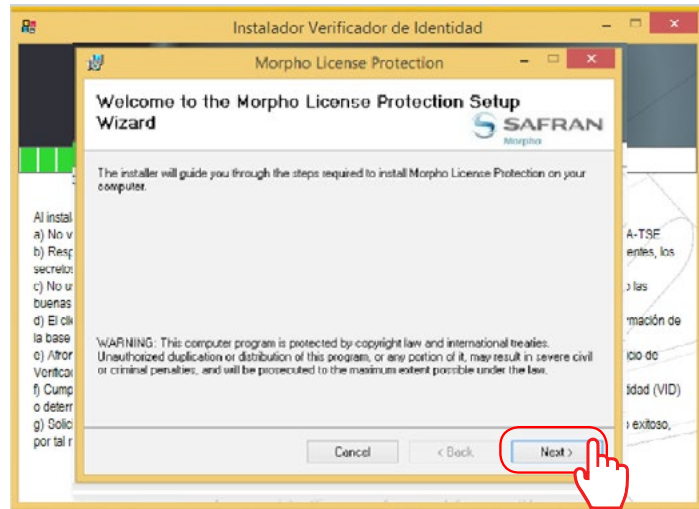 Instalador Verificador de Identidad
Morpho License Protection
Welcome to the Morpho License Protection Setup
Wizard
SAFRAN
Morpho
The installer will guide you through the steps required to install Morpho License Protection on your
computer.
Al instal
a) No v
A-TSE
b) Resp
entes, los
secretos
c) No u
o las
buenas
d) El clie
rmación de
la base
WARNING: This computer program is protected by copyright law and international treaties.
Unauthorized duplication or distribution of this program, or any portion of it, may result in severe civil
or criminal penalties, and will be prosecuted to the maximum extent possible under the law.
e) Afron
icio de
Verificac
f) Cump
tidad (VID)
o determ
g) Solic
exitoso,
por tal r
Cancel
< Back
Next >